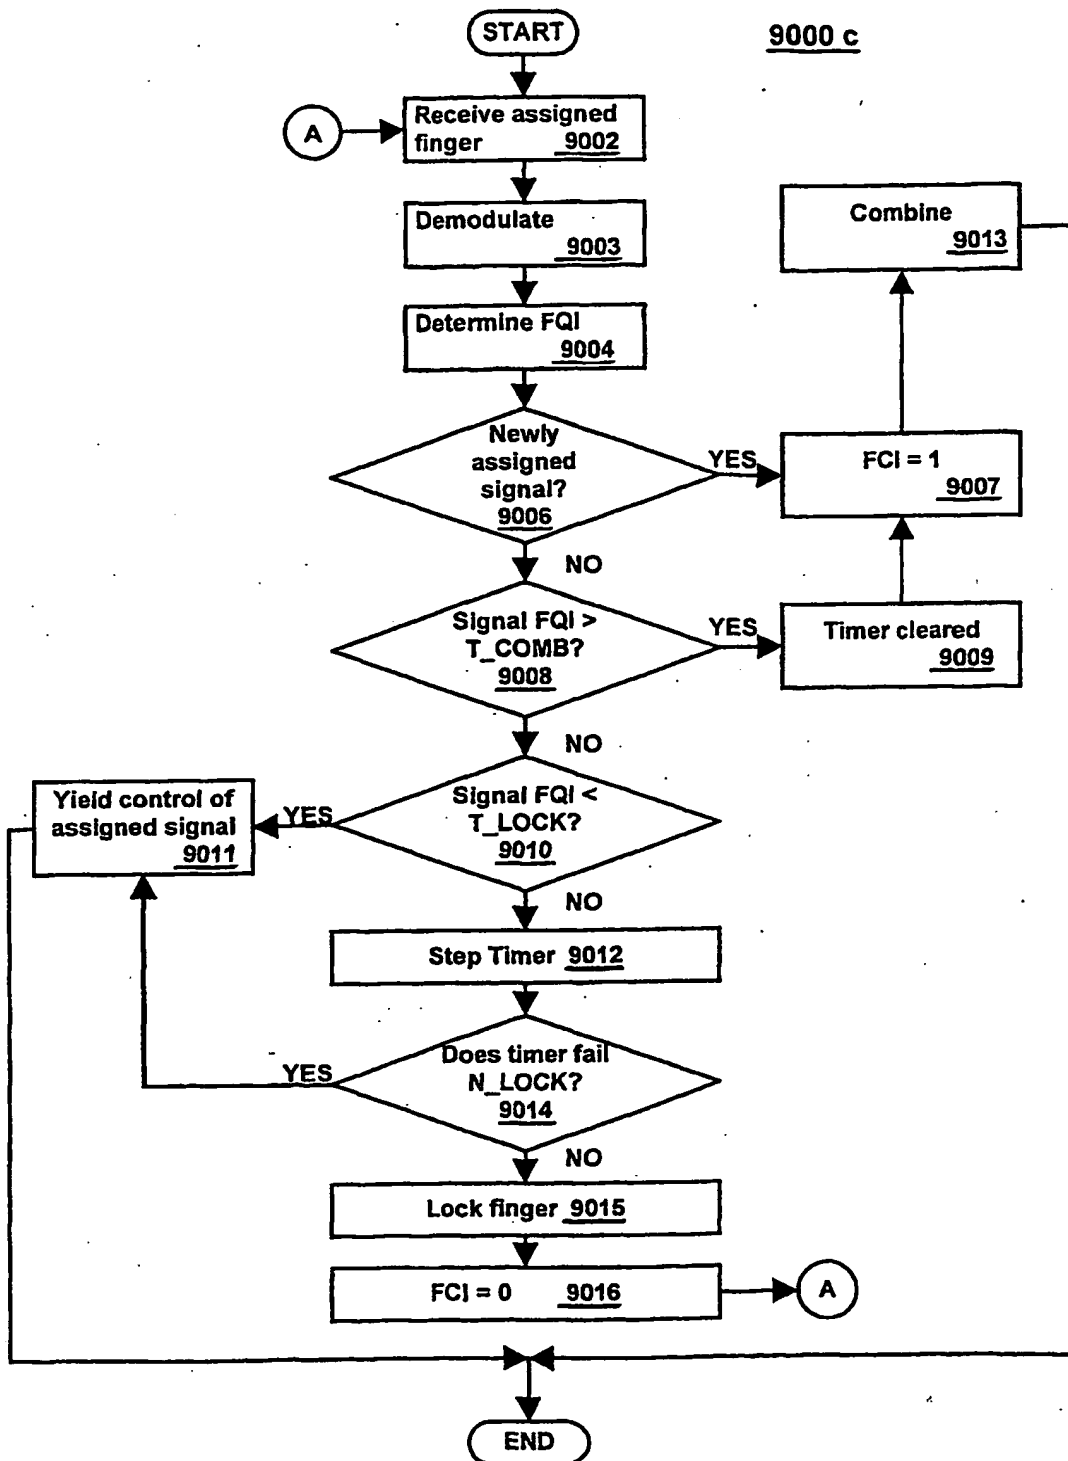 START
9000 c
A
Receive assigned
finger 9002
Demodulate
9003
Combine
9013
Determine FQI
9004
Newly
assigned
signal?
9006
YES
FCI = 1
9007
NO
Signal FQI >
T_COMB?
9008
YES
Timer cleared
9009
NO
Signal FQI <
T_LOCK?
9010
YES
Yield control of
assigned signal
9011
NO
Step Timer 9012
Does timer fail
N_LOCK?
9014
YES
NO
Lock finger 9015
FCI = 0 9016
A
END